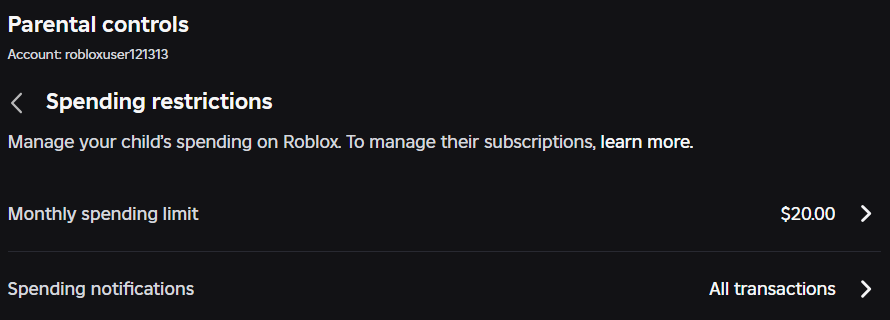 Parental controls
Account: robloxuser121313
Spending restrictions
Manage your child's spending on Roblox. To manage their subscriptions, learn more.
Monthly spending limit $20.00
Spending notifications All transactions